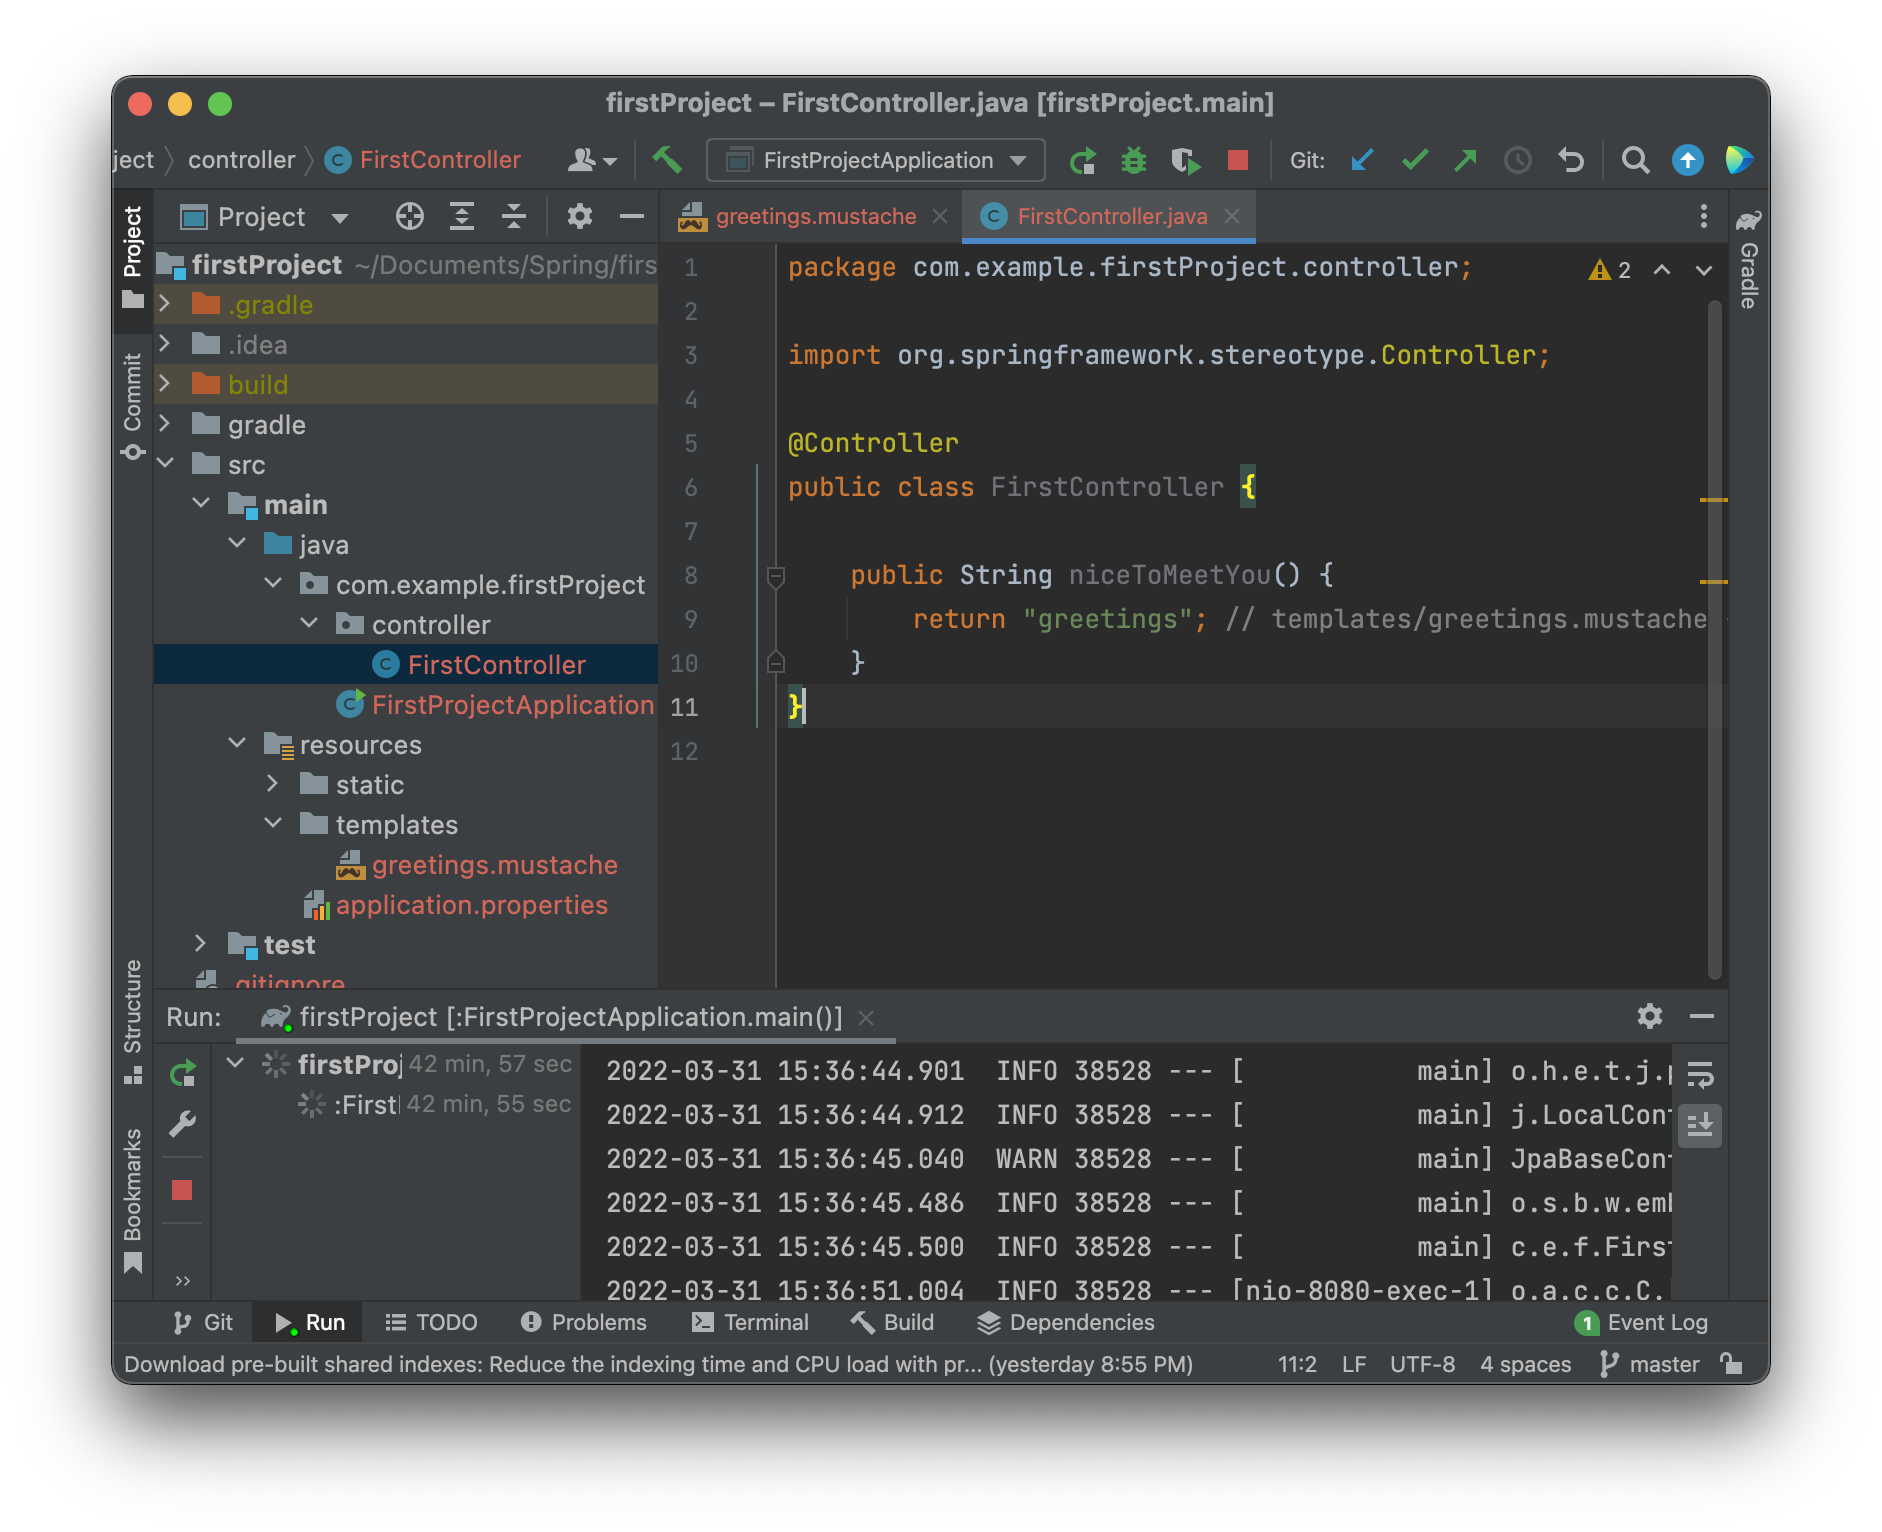 firstProject – FirstController.java [firstProject.main]
ject controller FirstController FirstProjectApplication Git:
Project
greetings.mustache FirstController.java
Project
Commit
Structure
Bookmarks
Gradle
firstProject ~/Documents/Spring/firs
.gradle
.idea
build
gradle
src
main
java
com.example.firstProject
controller
FirstController
FirstProjectApplication
resources
static
templates
greetings.mustache
application.properties
test
.gitignore
2
1 package com.example.firstProject.controller;
2
3 import org.springframework.stereotype.Controller;
4
5 @Controller
6 public class FirstController {
7
8 public String niceToMeetYou() {
9 return "greetings"; // templates/greetings.mustache
10 }
11 }
12
Run: firstProject [:FirstProjectApplication.main()]
firstProj 42 min, 57 sec
:First 42 min, 55 sec
2022-03-31 15:36:44.901 INFO 38528 --- [ main] o.h.e.t.j.p
2022-03-31 15:36:44.912 INFO 38528 --- [ main] j.LocalCont
2022-03-31 15:36:45.040 WARN 38528 --- [ main] JpaBaseConf
2022-03-31 15:36:45.486 INFO 38528 --- [ main] o.s.b.w.emb
2022-03-31 15:36:45.500 INFO 38528 --- [ main] c.e.f.First
2022-03-31 15:36:51.004 INFO 38528 --- [nio-8080-exec-1] o.a.c.c.C.
Git Run TODO Problems Terminal Build Dependencies 1 Event Log
Download pre-built shared indexes: Reduce the indexing time and CPU load with pr... (yesterday 8:55 PM) 11:2 LF UTF-8 4 spaces master